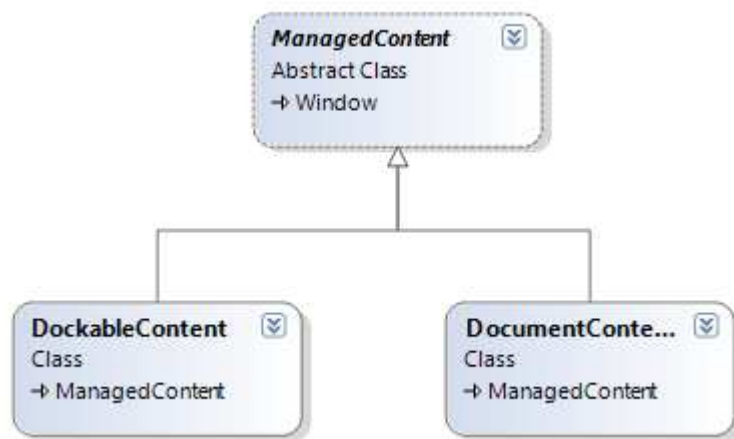 ManagedContent
Abstract Class
Window
DockableContent
Class
ManagedContent
DocumentConte...
Class
ManagedContent